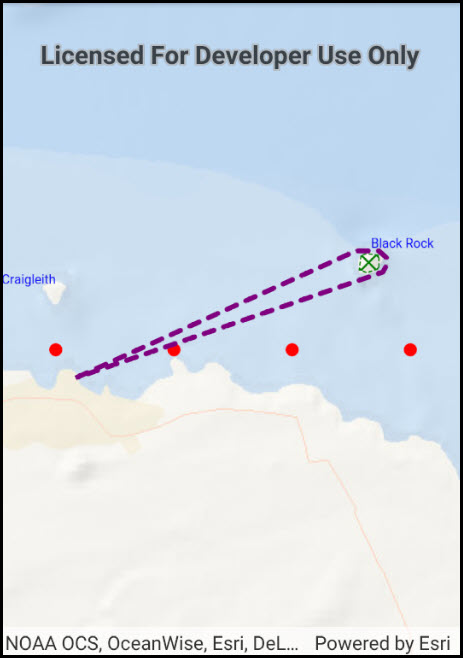 Licensed For Developer Use Only
Black Rock
Craigleith
NOAA OCS, OceanWise, Esri, DeL... Powered by Esri